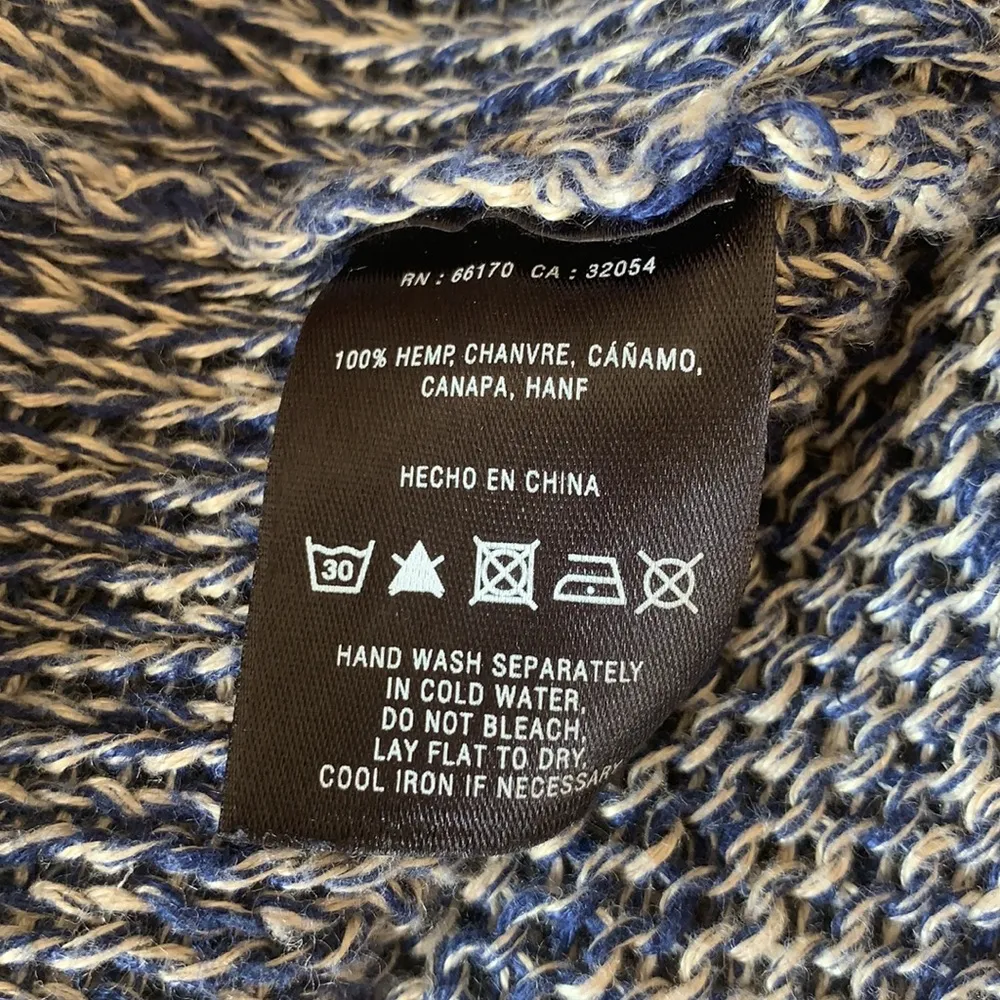 RN : 66170 CA : 32054
100% HEMP, CHANVRE, CÁÑAMO,
CANAPA, HANF
HECHO EN CHINA
30
HAND WASH SEPARATELY
IN COLD WATER,
DO NOT BLEACH,
LAY FLAT TO DRY,
COOL IRON IF NECESSARY